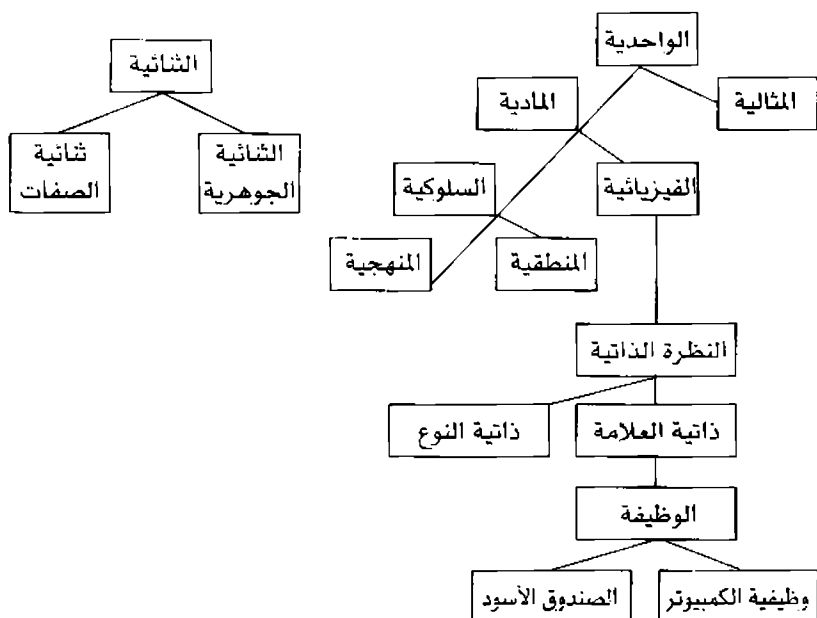 الواحدية
الثنائية
المثالية
المادية
الثنائية
الجوهرية
ثنائية
الصفات
الفيزيائية
السلوكية
المنطقية
المنهجية
النظرة الذاتية
ذاتية العلامة
ذاتية النوع
الوظيفة
وظيفية الكمبيوتر
الصندوق الأسود